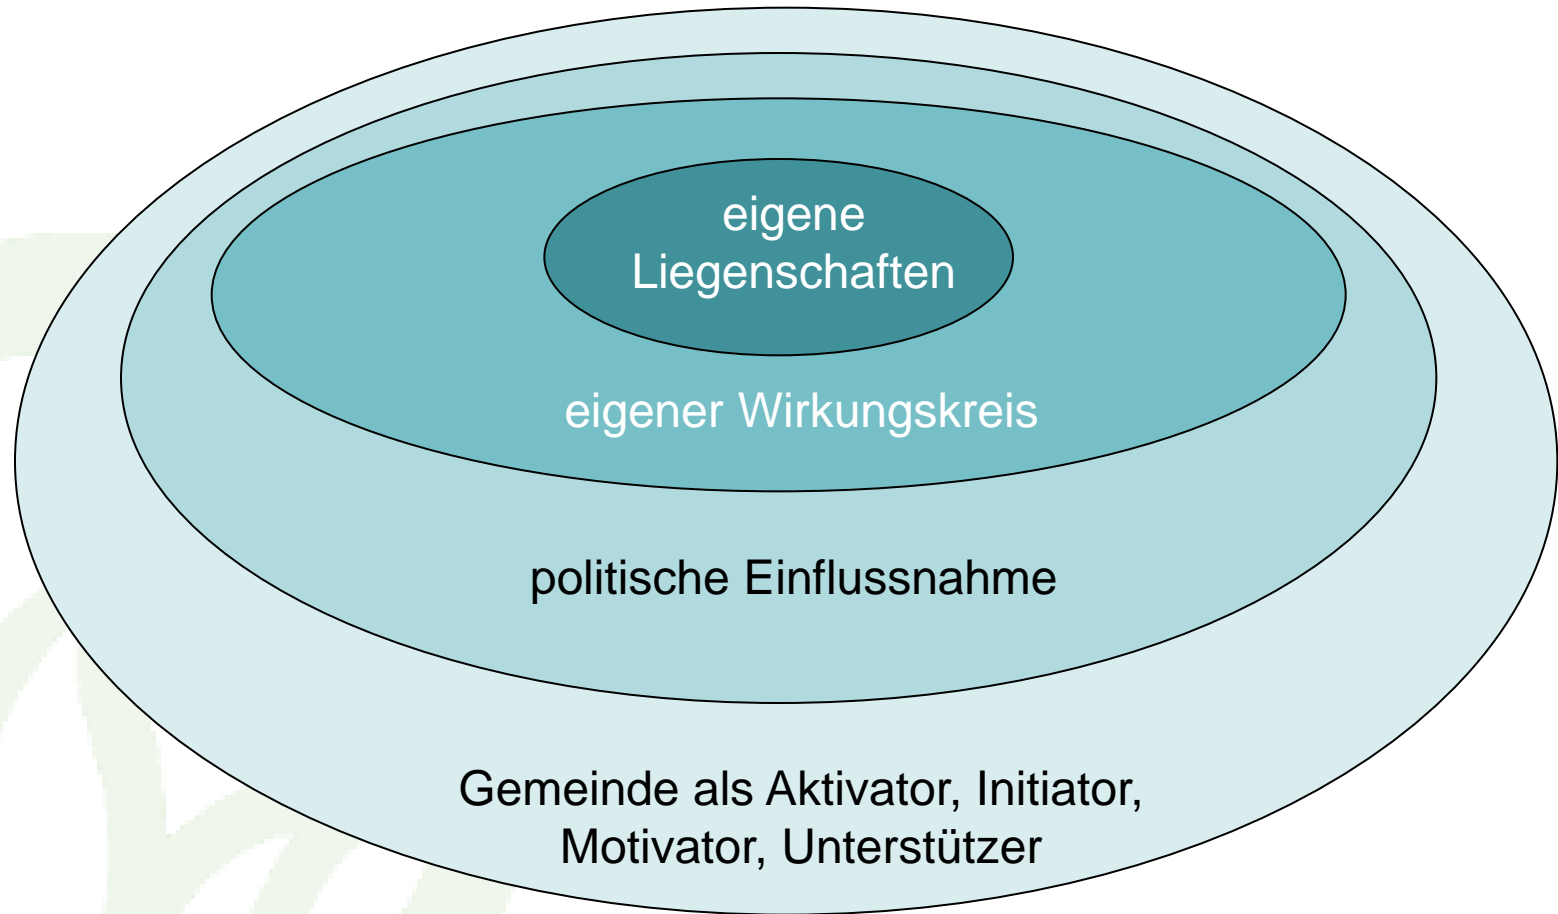 eigene
Liegenschaften
eigener Wirkungskreis
politische Einflussnahme
Gemeinde als Aktivator, Initiator,
Motivator, Unterstützer